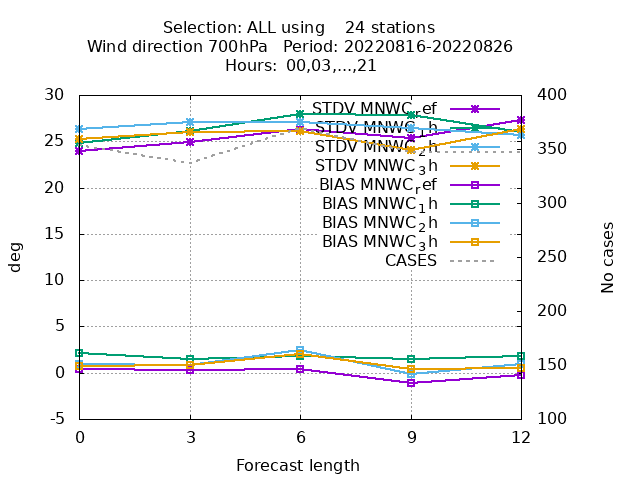 Selection: ALL using 24 stations
Wind direction 700hPa Period: 20220816-20220826
Hours: 00,03,...,21
30
25
20
15
10
5
0
-5
400
350
300
250
200
150
100
STDV MNWC_ref
STDV MNWC_1h
STDV MNWC_2h
STDV MNWC_3h
BIAS MNWC_ref
BIAS MNWC_1h
BIAS MNWC_2h
BIAS MNWC_3h
CASES
deg
No cases
0 3 6 9 12
Forecast length